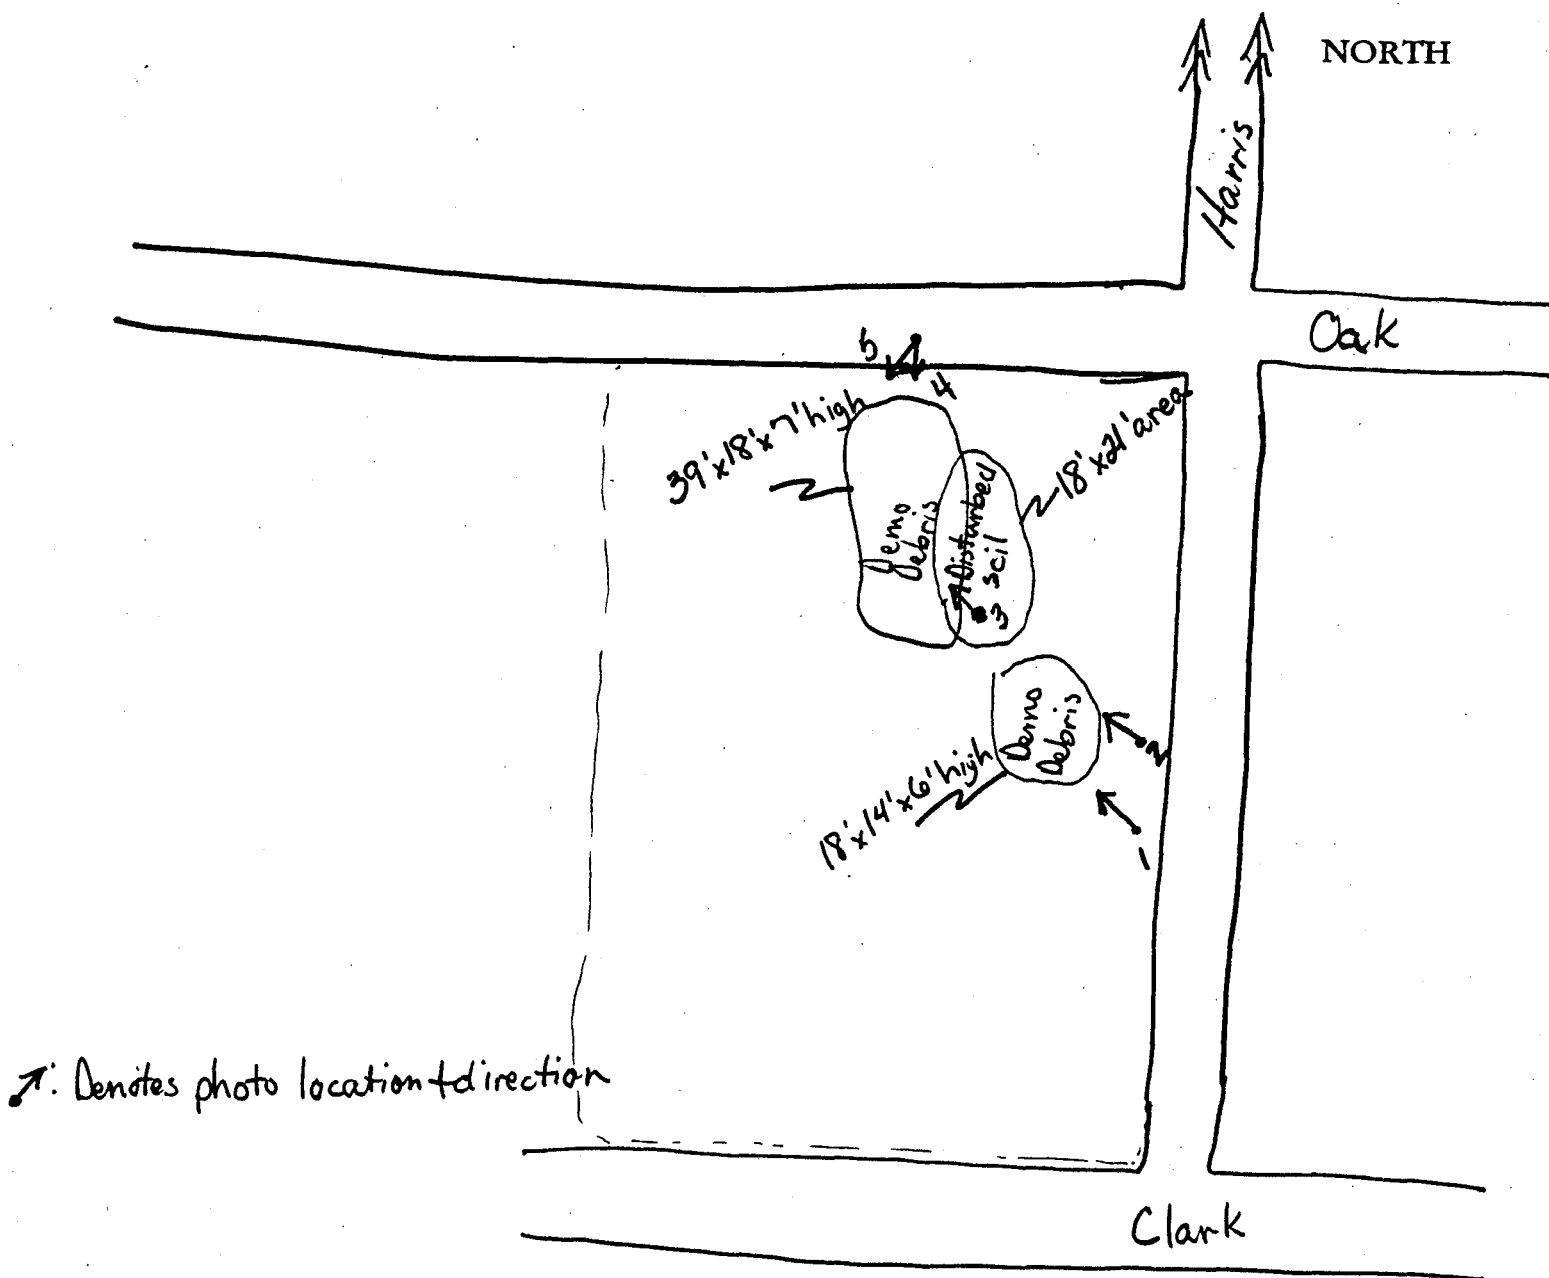 NORTH
Harris
Oak
5
4
39'x18'x7'high
18'x21'area
Demo
Debris
Disturbed
soil
3
Demo
Debris
2
18'x14'x6'high
1
: Denotes photo location + direction
Clark